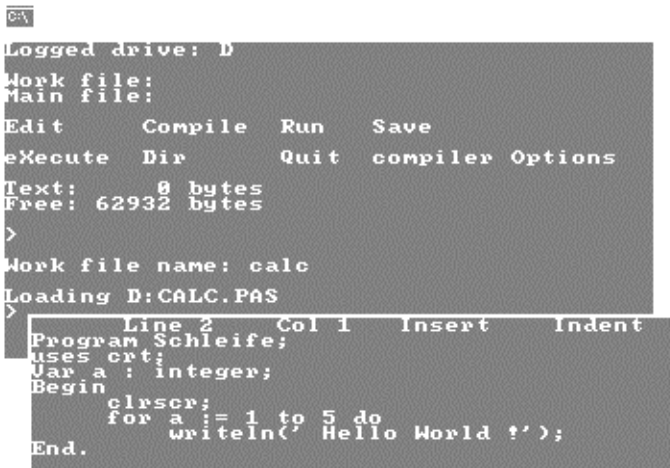 C:\
Logged drive: D
Work file:
Main file:
Edit Compile Run Save
eXecute Dir Quit compiler Options
Text: 0 bytes
Free: 62932 bytes
>
Work file name: calc
Loading D:CALC.PAS
>
Line 2 Col 1 Insert Indent
Program Schleife;
uses crt;
Var a : integer;
Begin
clrscr;
for a := 1 to 5 do
writeln(' Hello World !');
End.